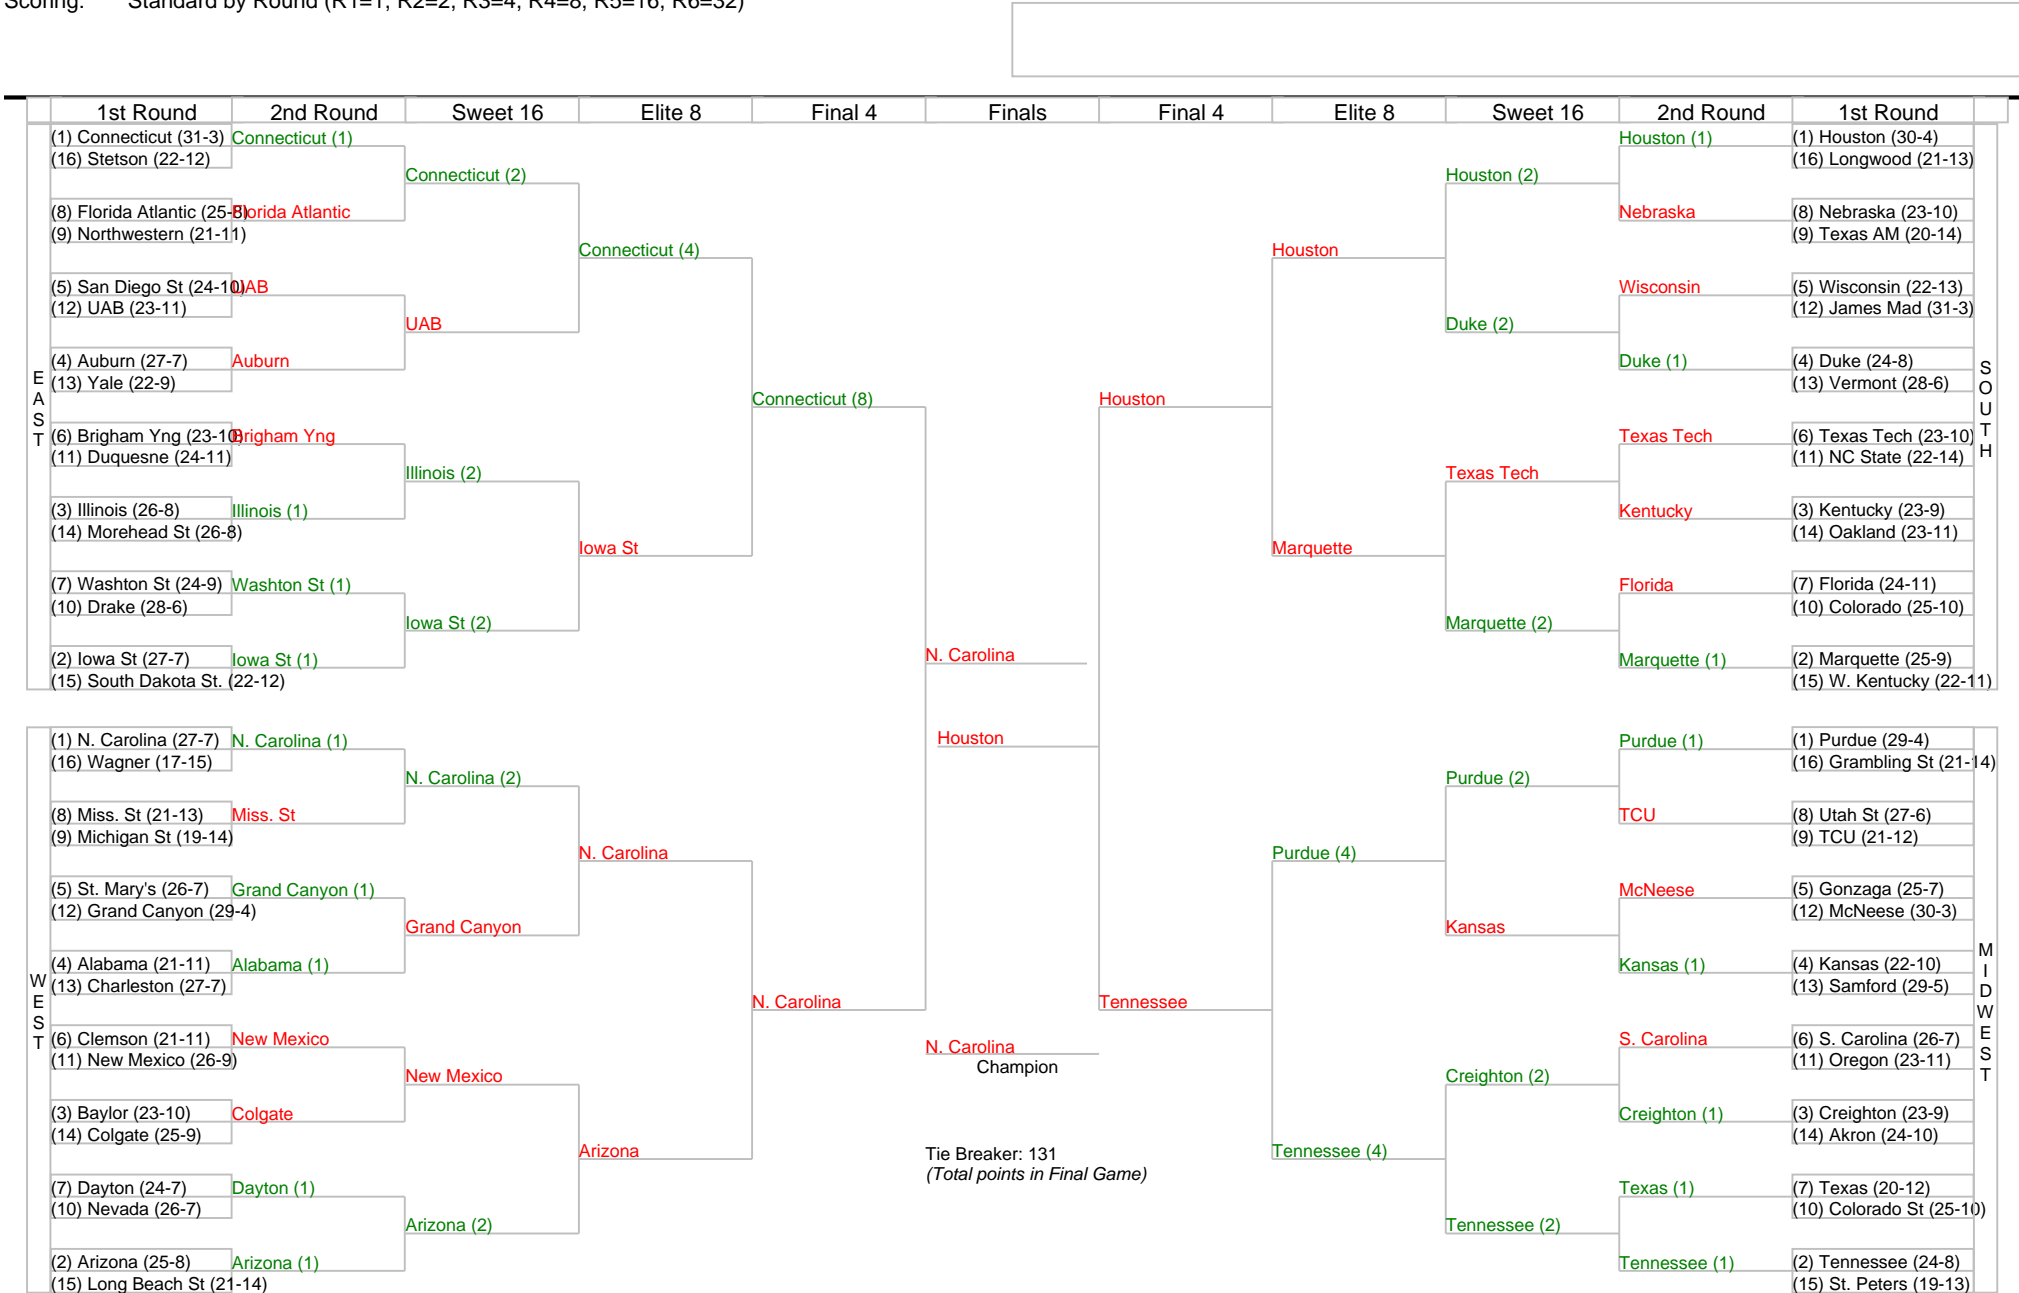 Scoring: Standard by Round (R1=1, R2=2, R3=4, R4=8, R5=16, R6=32)
1st Round 2nd Round Sweet 16 Elite 8 Final 4 Finals Final 4 Elite 8 Sweet 16 2nd Round 1st Round
EAST
(1) Connecticut (31-3)
(16) Stetson (22-12)
(8) Florida Atlantic (25-8)
(9) Northwestern (21-11)
(5) San Diego St (24-10)
(12) UAB (23-11)
(4) Auburn (27-7)
(13) Yale (22-9)
(6) Brigham Yng (23-10)
(11) Duquesne (24-11)
(3) Illinois (26-8)
(14) Morehead St (26-8)
(7) Washton St (24-9)
(10) Drake (28-6)
(2) Iowa St (27-7)
(15) South Dakota St. (22-12)
Connecticut (1)
Florida Atlantic
UAB
Auburn
Brigham Yng
Illinois (1)
Washton St (1)
Iowa St (1)
Connecticut (2)
UAB
Illinois (2)
Iowa St (2)
Connecticut (4)
Iowa St
Connecticut (8)
WEST
(1) N. Carolina (27-7)
(16) Wagner (17-15)
(8) Miss. St (21-13)
(9) Michigan St (19-14)
(5) St. Mary's (26-7)
(12) Grand Canyon (29-4)
(4) Alabama (21-11)
(13) Charleston (27-7)
(6) Clemson (21-11)
(11) New Mexico (26-9)
(3) Baylor (23-10)
(14) Colgate (25-9)
(7) Dayton (24-7)
(10) Nevada (26-7)
(2) Arizona (25-8)
(15) Long Beach St (21-14)
N. Carolina (1)
Miss. St
Grand Canyon (1)
Alabama (1)
New Mexico
Colgate
Dayton (1)
Arizona (1)
N. Carolina (2)
Grand Canyon
New Mexico
Arizona (2)
N. Carolina
Arizona
N. Carolina
N. Carolina
Houston
N. Carolina
Champion
Tie Breaker: 131
(Total points in Final Game)
Houston
Tennessee
Houston
Marquette
Houston (2)
Duke (2)
Texas Tech
Marquette (2)
Houston (1)
Nebraska
Wisconsin
Duke (1)
Texas Tech
Kentucky
Florida
Marquette (1)
(1) Houston (30-4)
(16) Longwood (21-13)
(8) Nebraska (23-10)
(9) Texas AM (20-14)
(5) Wisconsin (22-13)
(12) James Mad (31-3)
(4) Duke (24-8)
(13) Vermont (28-6)
(6) Texas Tech (23-10)
(11) NC State (22-14)
(3) Kentucky (23-9)
(14) Oakland (23-11)
(7) Florida (24-11)
(10) Colorado (25-10)
(2) Marquette (25-9)
(15) W. Kentucky (22-11)
SOUTH
Purdue (4)
Tennessee (4)
Purdue (2)
Kansas
Creighton (2)
Tennessee (2)
Purdue (1)
TCU
McNeese
Kansas (1)
S. Carolina
Creighton (1)
Texas (1)
Tennessee (1)
(1) Purdue (29-4)
(16) Grambling St (21-14)
(8) Utah St (27-6)
(9) TCU (21-12)
(5) Gonzaga (25-7)
(12) McNeese (30-3)
(4) Kansas (22-10)
(13) Samford (29-5)
(6) S. Carolina (26-7)
(11) Oregon (23-11)
(3) Creighton (23-9)
(14) Akron (24-10)
(7) Texas (20-12)
(10) Colorado St (25-10)
(2) Tennessee (24-8)
(15) St. Peters (19-13)
MIDWEST